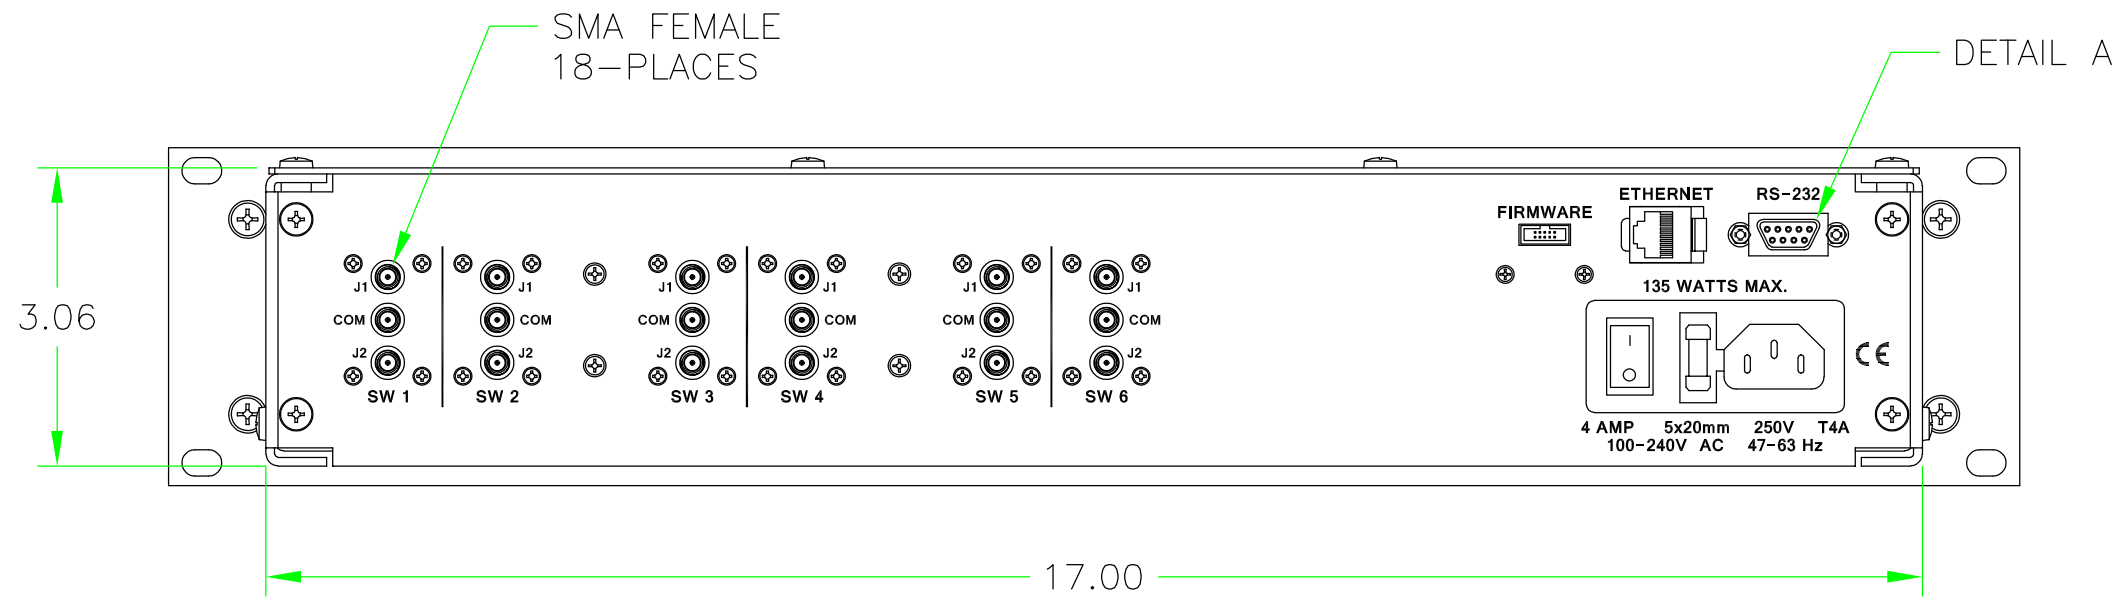 SMA FEMALE
18-PLACES
DETAIL A
ETHERNET
RS-232
FIRMWARE
135 WATTS MAX.
J1
J1
J1
J1
J1
J1
3.06
COM
COM
COM
COM
COM
COM
I
O
CE
J2
J2
J2
J2
J2
J2
SW 1
SW 2
SW 3
SW 4
SW 5
SW 6
4 AMP 5x20mm 250V T4A
100-240V AC 47-63 Hz
17.00